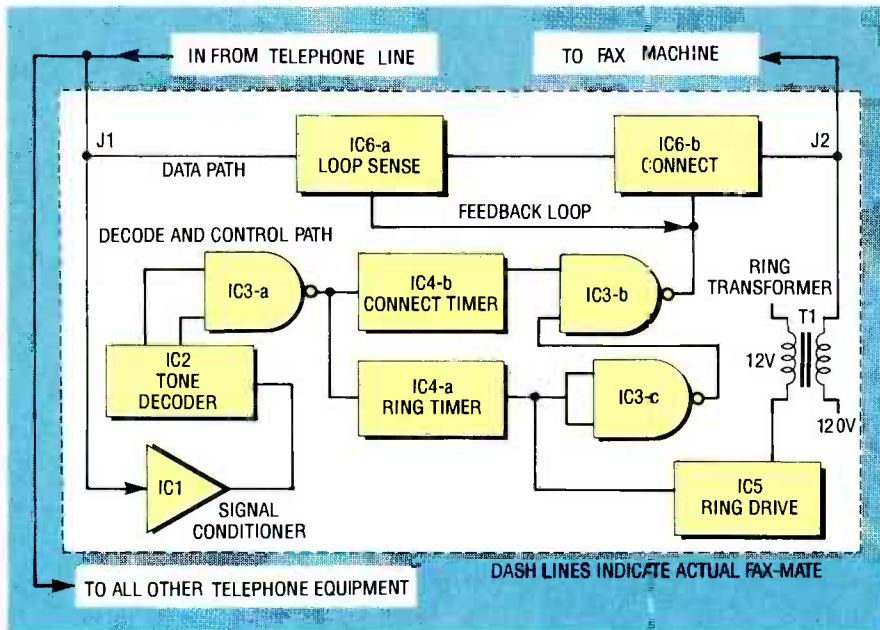 IN FROM TELEPHONE LINE
TO FAX MACHINE
J1
IC6-a
LOOP SENSE
IC6-b
CONNECT
J2
DATA PATH
FEEDBACK LOOP
DECODE AND CONTROL PATH
IC3-a
IC4-b
CONNECT TIMER
IC3-b
RING
TRANSFORMER
T1
12V
120V
IC2
TONE
DECODER
IC4-a
RING TIMER
IC3-c
IC1
SIGNAL
CONDITIONER
IC5
RING DRIVE
TO ALL OTHER TELEPHONE EQUIPMENT
DASH LINES INDICATE ACTUAL FAX-MATE